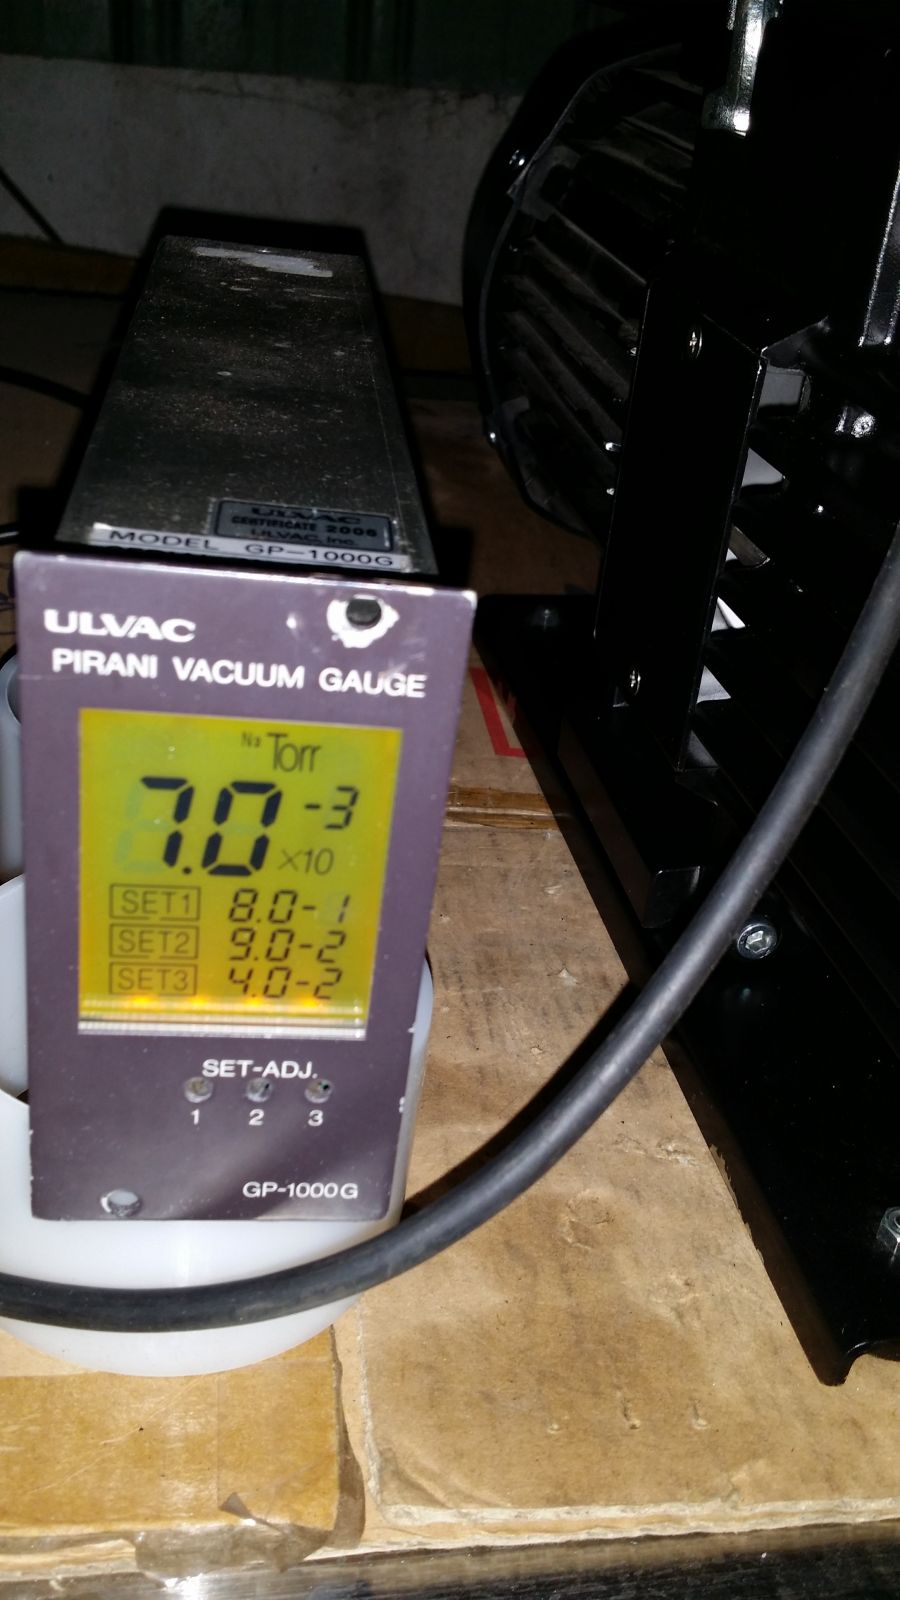 ULVAC
CERTIFICATE 2006
ULVAC, Inc.
MODEL GP-1000G
ULVAC
PIRANI VACUUM GAUGE
N₂ Torr
7.0 ×10 -3
SET1 8.0-1
SET2 9.0-2
SET3 4.0-2
SET-ADJ.
1 2 3
GP-1000G